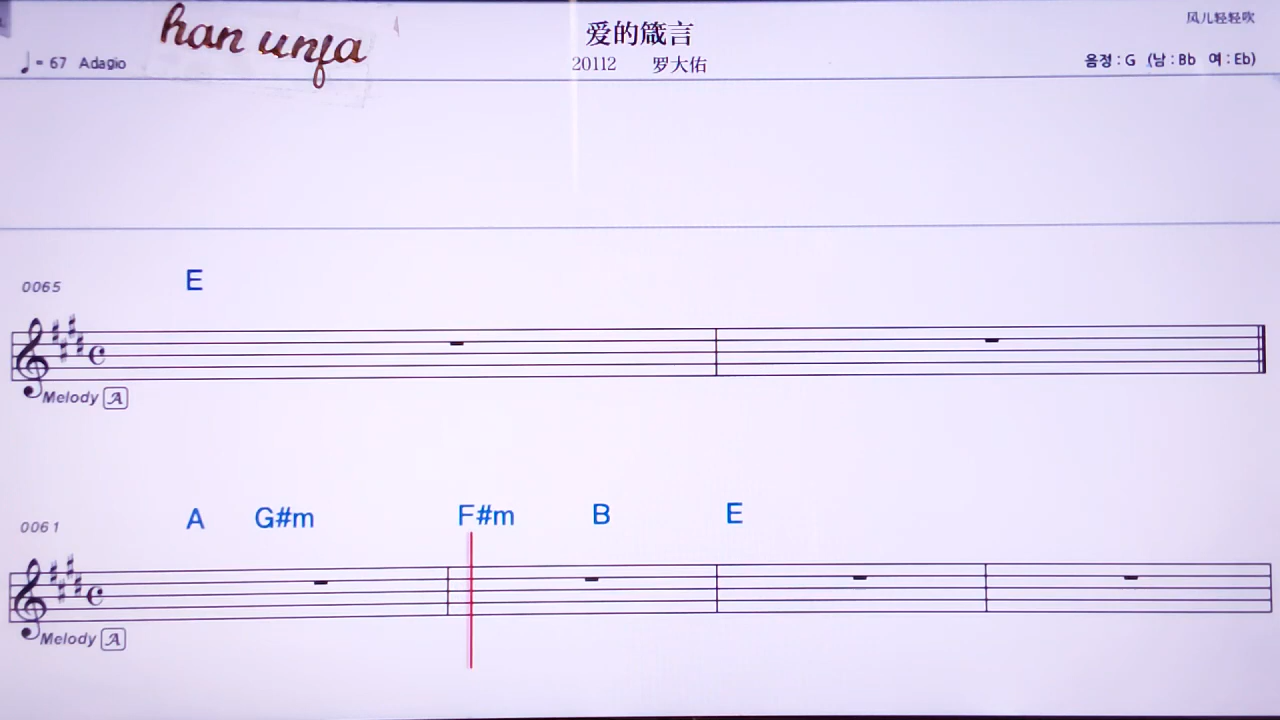 han unfa
爱的箴言
风儿轻轻吹
♩= 67 Adagio
20112 罗大佑
음정 : G (남 : Bb 여 : Eb)
0065
E
Melody A
0061
A G#m F#m B E
Melody A